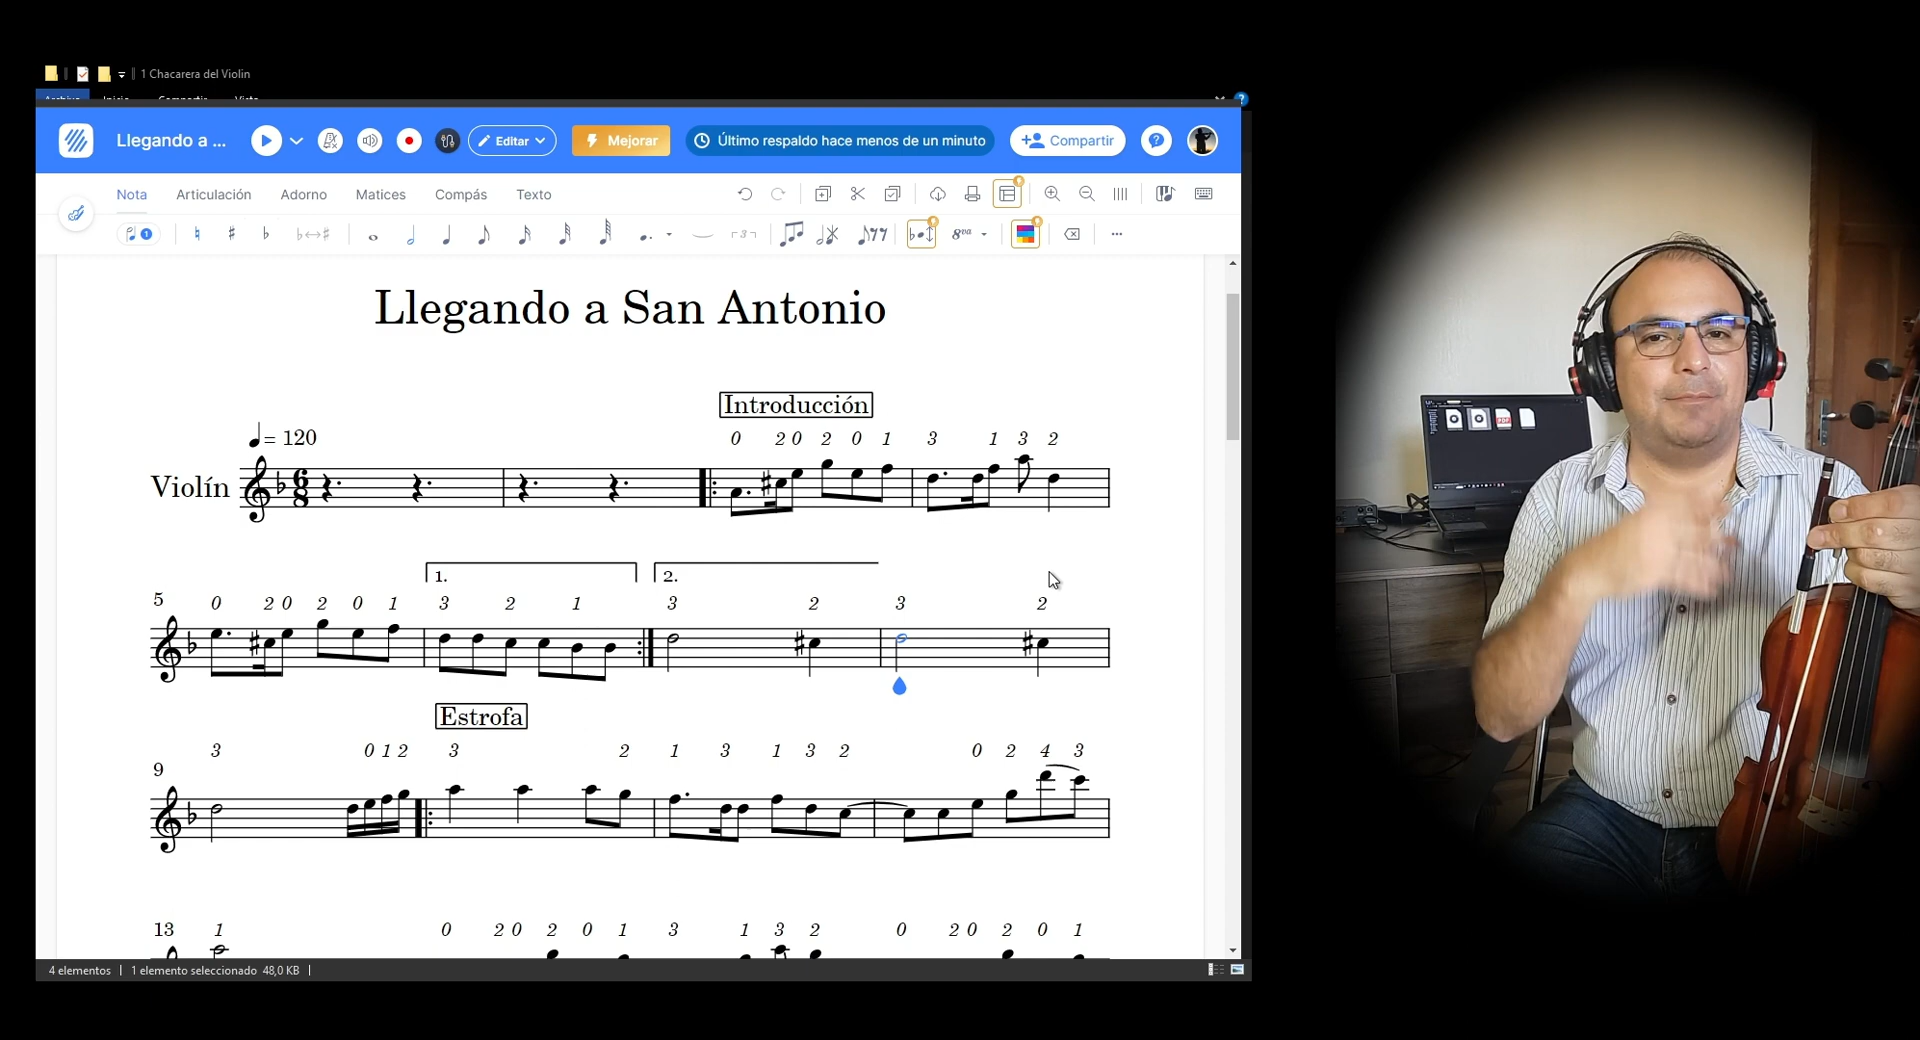 1 Chacarera del Violin
Llegando a ... Editar Mejorar Último respaldo hace menos de un minuto Compartir
Nota Articulación Adorno Matices Compás Texto
Llegando a San Antonio
Introducción
= 120 0 2 0 2 0 1 3 1 3 2
Violín 6 8
1. 2.
5 0 2 0 2 0 1 3 2 1 3 2 3 2
Estrofa
3 0 1 2 3 2 1 3 1 3 2 0 2 4 3
9
13 1 0 2 0 2 0 1 3 1 3 2 0 2 0 2 0 1
4 elementos 1 elemento seleccionado 48,0 KB